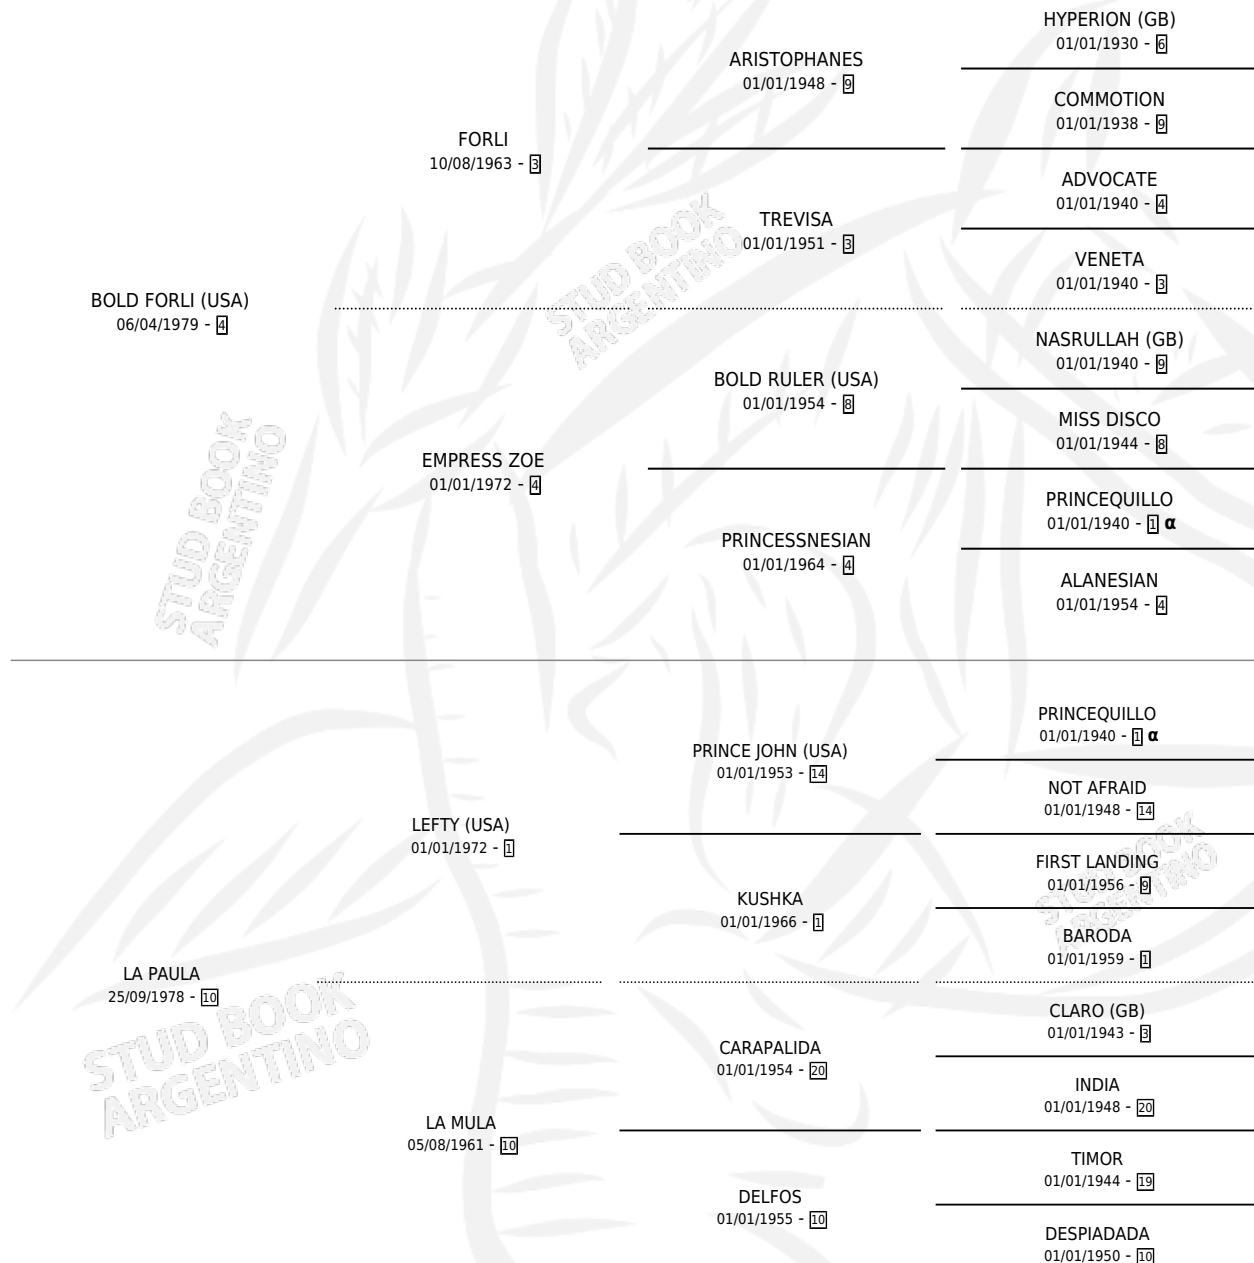 HYPERION (GB)
01/01/1930 - 6
ARISTOPHANES
01/01/1948 - 9
COMMOTION
01/01/1938 - 9
FORLI
10/08/1963 - 3
ADVOCATE
01/01/1940 - 4
TREVISA
01/01/1951 - 3
VENETA
01/01/1940 - 3
BOLD FORLI (USA)
06/04/1979 - 4
STUD BOOK
ARGENTINO
NASRULLAH (GB)
01/01/1940 - 9
BOLD RULER (USA)
01/01/1954 - 8
MISS DISCO
01/01/1944 - 8
EMPRESS ZOE
01/01/1972 - 4
PRINCEQUILLO
01/01/1940 - 1 α
PRINCESSNESIAN
01/01/1964 - 4
ALANESIAN
01/01/1954 - 4
STUD BOOK
ARGENTINO
PRINCEQUILLO
01/01/1940 - 1 α
PRINCE JOHN (USA)
01/01/1953 - 14
NOT AFRAID
01/01/1948 - 14
LEFTY (USA)
01/01/1972 - 1
FIRST LANDING
01/01/1956 - 9
KUSHKA
01/01/1966 - 1
BARODA
01/01/1959 - 1
STUD BOOK
ARGENTINO
LA PAULA
25/09/1978 - 10
STUD BOOK
ARGENTINO
CLARO (GB)
01/01/1943 - 3
CARAPALIDA
01/01/1954 - 20
INDIA
01/01/1948 - 20
LA MULA
05/08/1961 - 10
TIMOR
01/01/1944 - 19
DELFOS
01/01/1955 - 10
DESPIADADA
01/01/1950 - 10